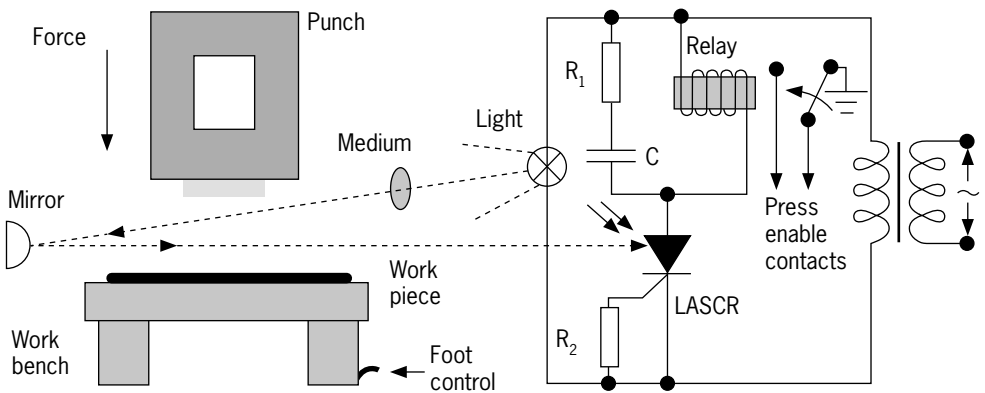 Force
Punch
Mirror
Medium
Light
R1
Relay
C
Press
enable
contacts
~
Work
piece
LASCR
R2
Work
bench
Foot
control